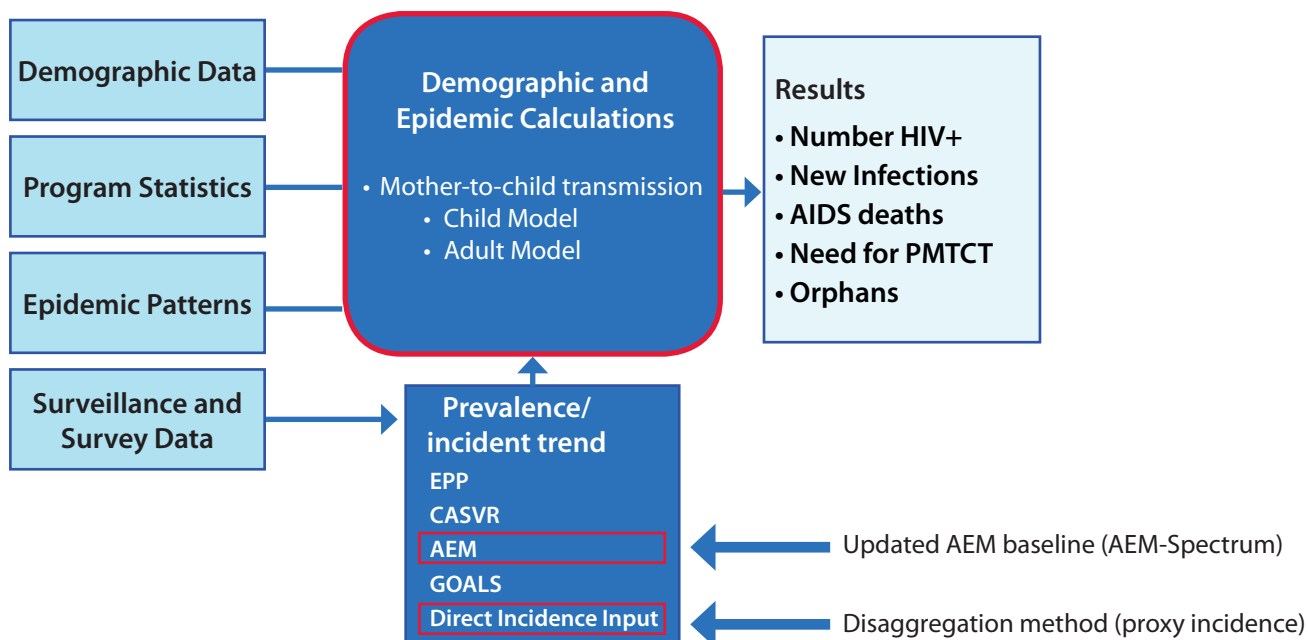 Demographic Data
Program Statistics
Epidemic Patterns
Surveillance and
Survey Data
Demographic and
Epidemic Calculations
• Mother-to-child transmission
• Child Model
• Adult Model
Results
• Number HIV+
• New Infections
• AIDS deaths
• Need for PMTCT
• Orphans
Prevalence/
incident trend
EPP
CASVR
AEM
GOALS
Direct Incidence Input
Updated AEM baseline (AEM-Spectrum)
Disaggregation method (proxy incidence)